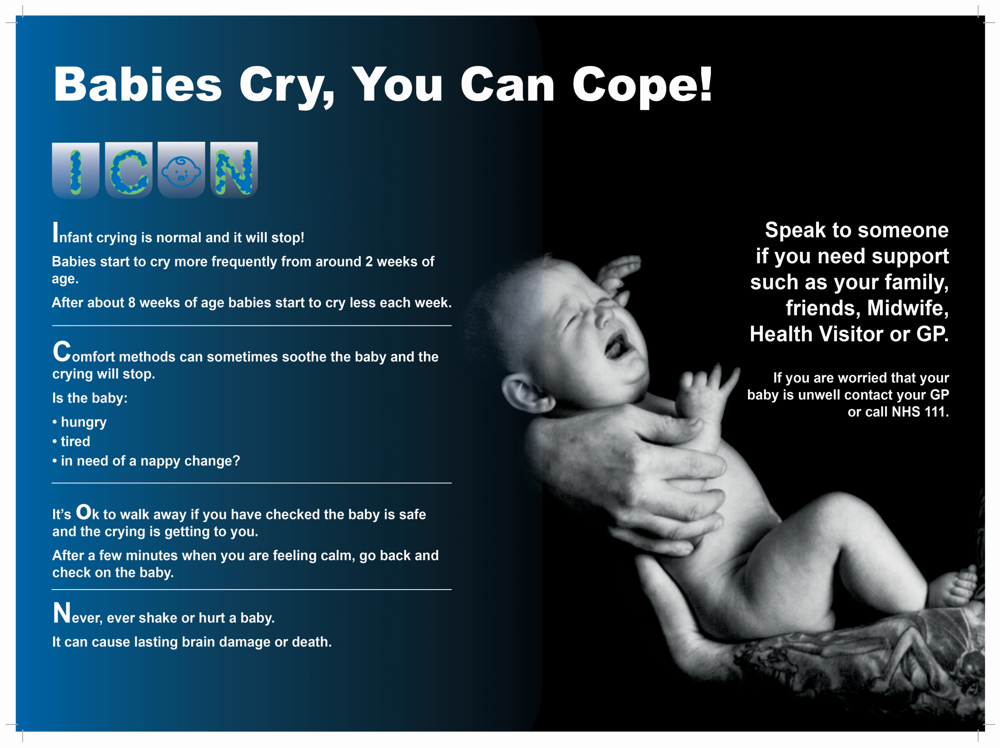 Babies Cry, You Can Cope!
ICON
Infant crying is normal and it will stop!
Babies start to cry more frequently from around 2 weeks of
age.
After about 8 weeks of age babies start to cry less each week.
Comfort methods can sometimes soothe the baby and the
crying will stop.
Is the baby:
• hungry
• tired
• in need of a nappy change?
It’s Ok to walk away if you have checked the baby is safe
and the crying is getting to you.
After a few minutes when you are feeling calm, go back and
check on the baby.
Never, ever shake or hurt a baby.
It can cause lasting brain damage or death.
Speak to someone
if you need support
such as your family,
friends, Midwife,
Health Visitor or GP.
If you are worried that your
baby is unwell contact your GP
or call NHS 111.